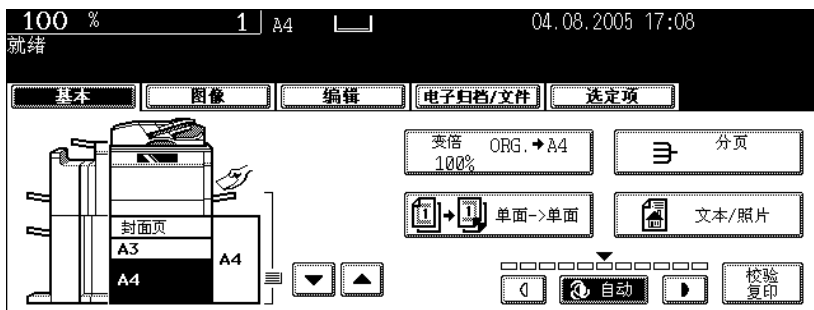 100 % 1 A4 04.08.2005 17:08
就绪
基本 图像 编辑 电子归档/文件 选定项
变倍 ORG.➔A4
100%
分页
1➔1 单面->单面
文本/照片
封面页
A3
A4
A4
自动
校验
复印